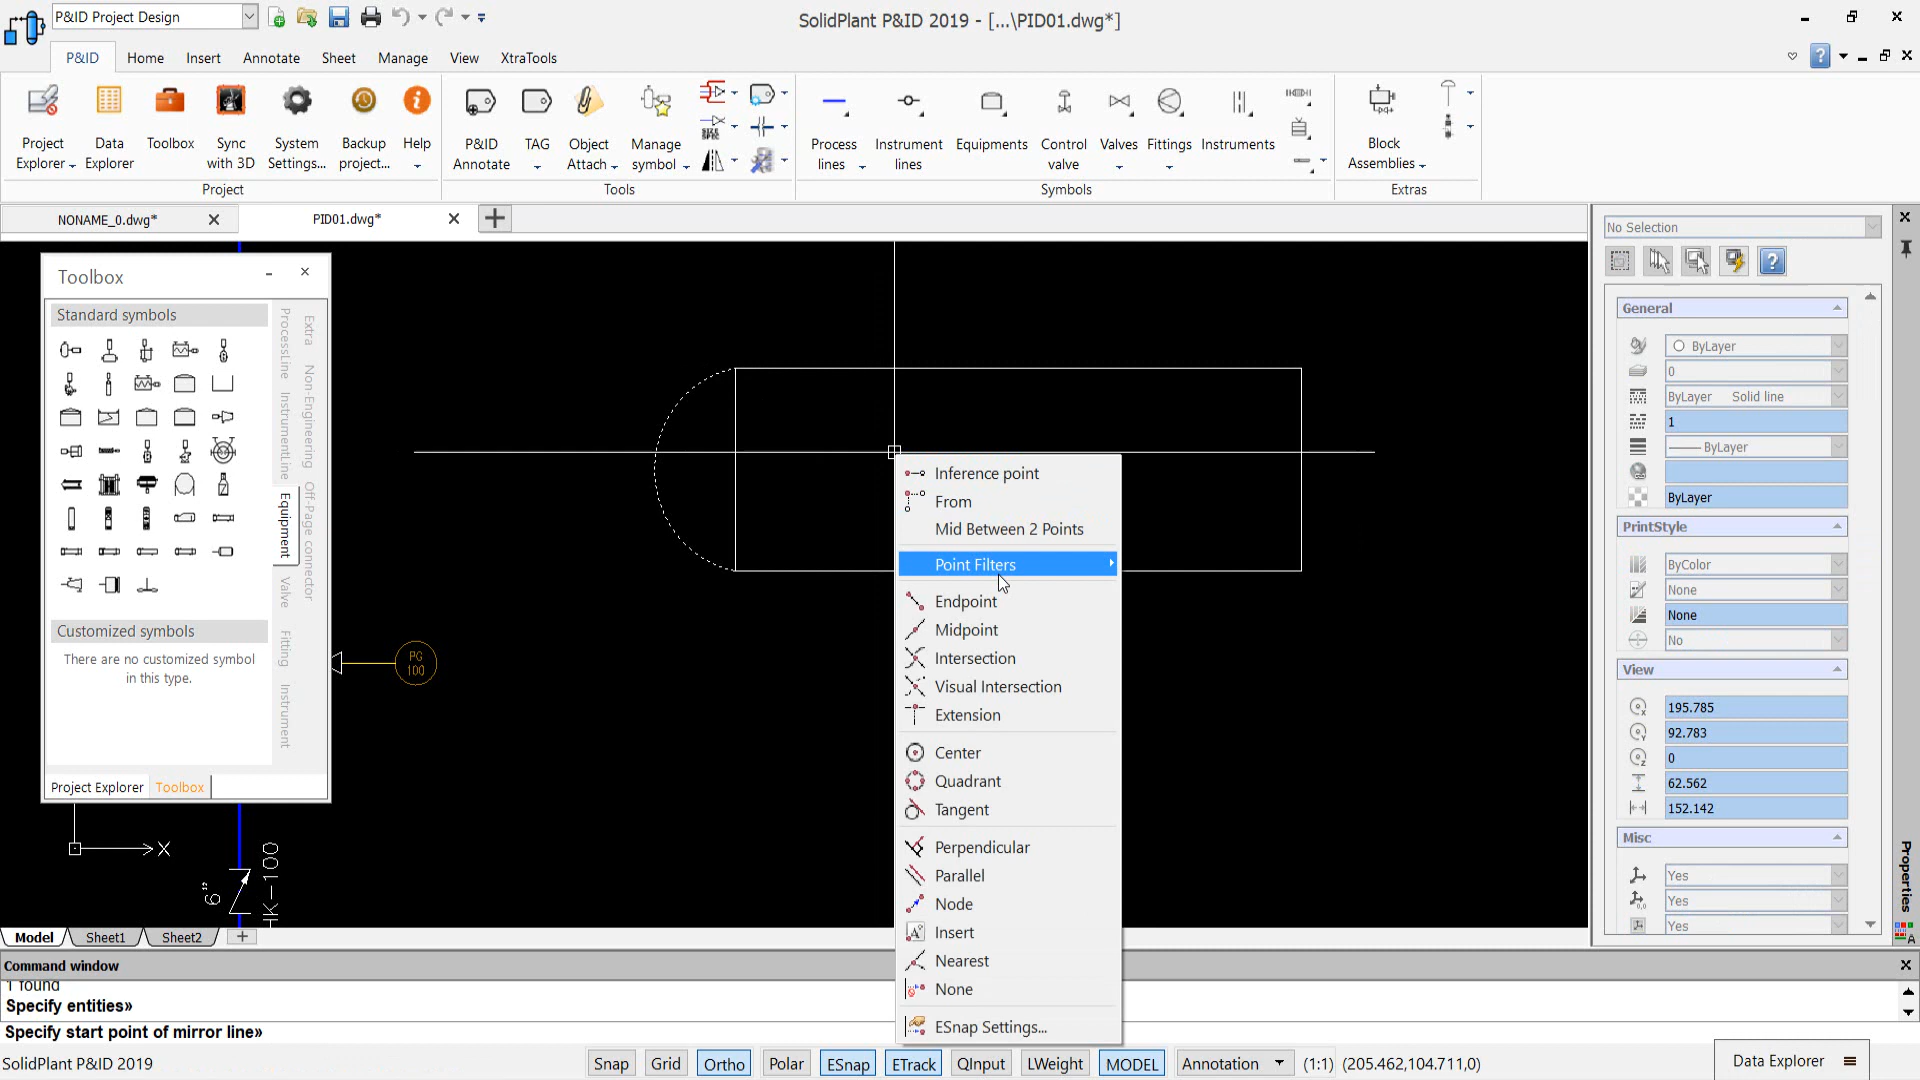 P&ID Project Design
SolidPlant P&ID 2019 - [...\PID01.dwg*]
P&ID
Home
Insert
Annotate
Sheet
Manage
View
XtraTools
Project
Explorer
Data
Explorer
Toolbox
Sync
with 3D
System
Settings...
Backup
project...
Help
P&ID
Annotate
TAG
Object
Attach
Manage
symbol
Process
lines
Instrument
lines
Equipments
Control
valve
Valves
Fittings
Instruments
Block
Assemblies
Project
Tools
Symbols
Extras
NONAME_0.dwg*
PID01.dwg*
No Selection
Toolbox
Standard symbols
ProcessLine
InstrumentLine
Equipment
Valve
Fitting
Instrument
Extra
Non-Engineering
Off-Page connector
Customized symbols
There are no customized symbol
in this type.
Project Explorer
Toolbox
PG
100
X
6"
HK-100
Inference point
From
Mid Between 2 Points
Point Filters
Endpoint
Midpoint
Intersection
Visual Intersection
Extension
Center
Quadrant
Tangent
Perpendicular
Parallel
Node
Insert
Nearest
None
ESnap Settings...
General
ByLayer
0
ByLayer Solid line
1
ByLayer
ByLayer
PrintStyle
ByColor
None
None
No
View
195.785
92.783
0
62.562
152.142
Misc
Yes
Yes
Yes
Properties
Model
Sheet1
Sheet2
Command window
1 found
Specify entities»
Specify start point of mirror line»
SolidPlant P&ID 2019
Snap
Grid
Ortho
Polar
ESnap
ETrack
QInput
LWeight
MODEL
Annotation
(1:1)
(205.462,104.711,0)
Data Explorer